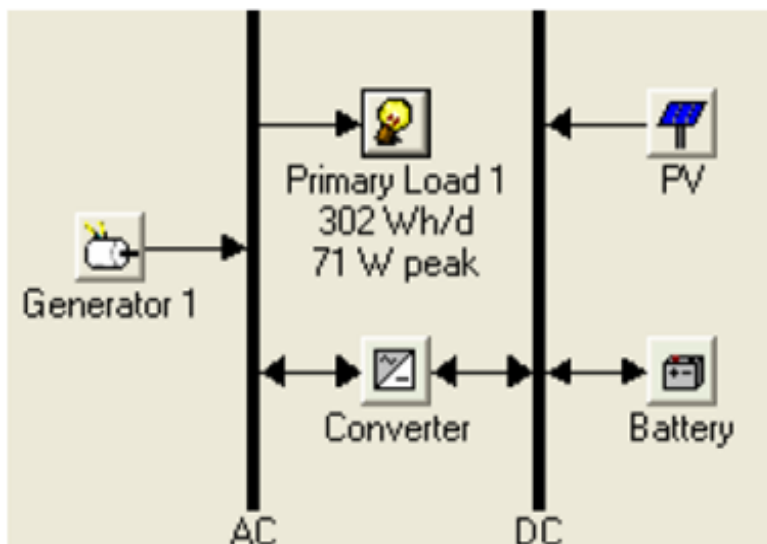 Primary Load 1
302 Wh/d
71 W peak
PV
Generator 1
Converter
Battery
AC
DC